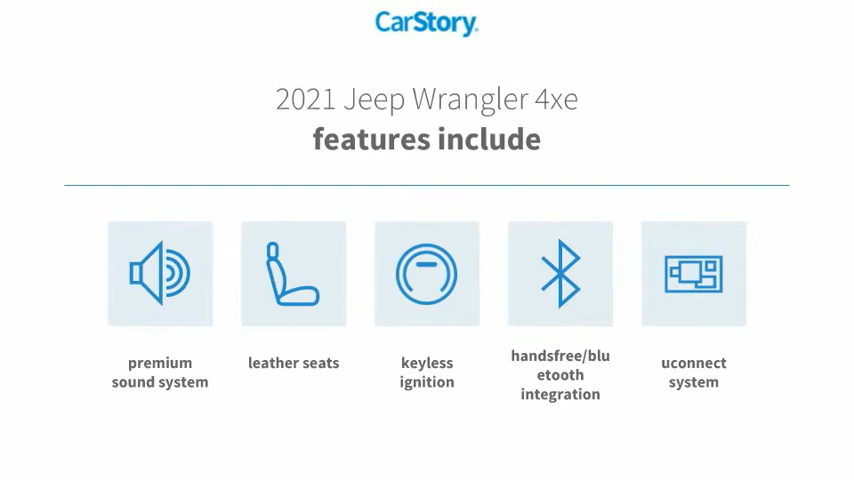 CarStory.
2021 Jeep Wrangler 4xe
features include
premium
sound system
leather seats
keyless
ignition
handsfree/blu
etooth
integration
uconnect
system